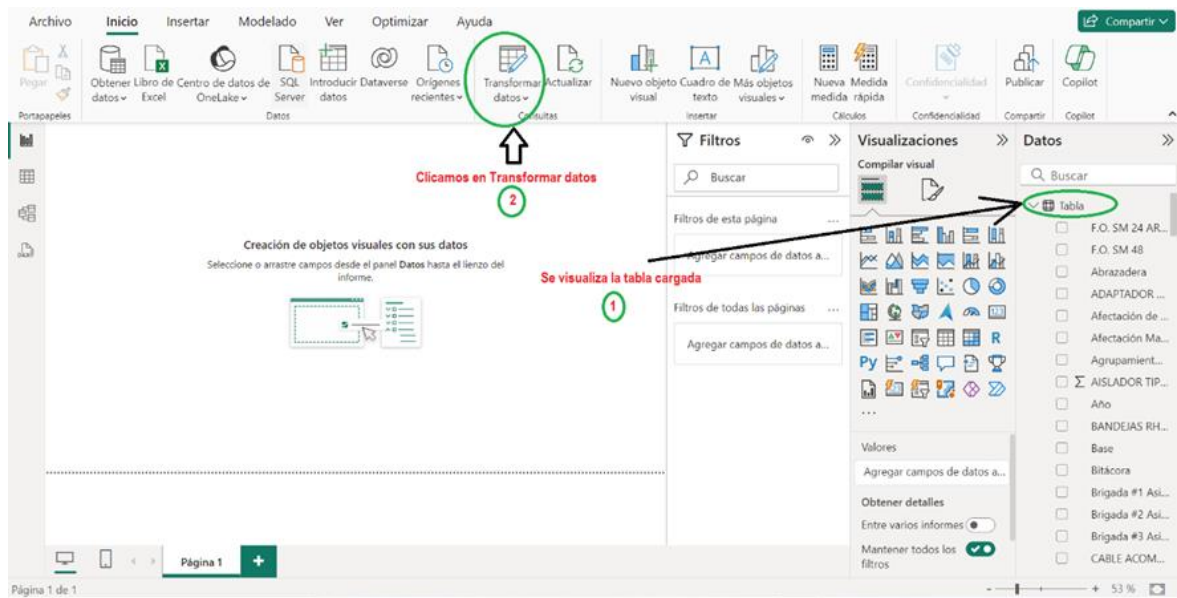 Archivo Inicio Insertar Modelado Ver Optimizar Ayuda
Compartir
Pegar
Obtener datos
Libro de Excel
Centro de datos de OneLake
SQL Server
Introducir datos
Dataverse
Orígenes recientes
Transformar datos
Actualizar
Nuevo objeto visual
Cuadro de texto
Más objetos visuales
Nueva medida
Medida rápida
Confidencialidad
Publicar
Copilot
Portapapeles Datos Consultas Insertar Cálculos Confidencialidad Compartir Copilot
Clicamos en Transformar datos
2
Creación de objetos visuales con sus datos
Seleccione o arrastre campos desde el panel Datos hasta el lienzo del
informe.
Se visualiza la tabla cargada
1
Filtros
Buscar
Filtros de esta página ...
Agregar campos de datos a...
Filtros de todas las páginas ...
Agregar campos de datos a...
Visualizaciones
Compilar visual
R
Py
...
Valores
Agregar campos de datos a...
Obtener detalles
Entre varios informes
Mantener todos los
filtros
Datos
Buscar
Tabla
F.O. SM 24 AR...
F.O. SM 48
Abrazadera
ADAPTADOR ...
Afectación de ...
Afectación Ma...
Agrupamient...
AISLADOR TIP...
Año
BANDEJAS RH...
Base
Bitácora
Brigada #1 Asi...
Brigada #2 Asi...
Brigada #3 Asi...
CABLE ACOM...
Página 1
+
Página 1 de 1
- + 53 %